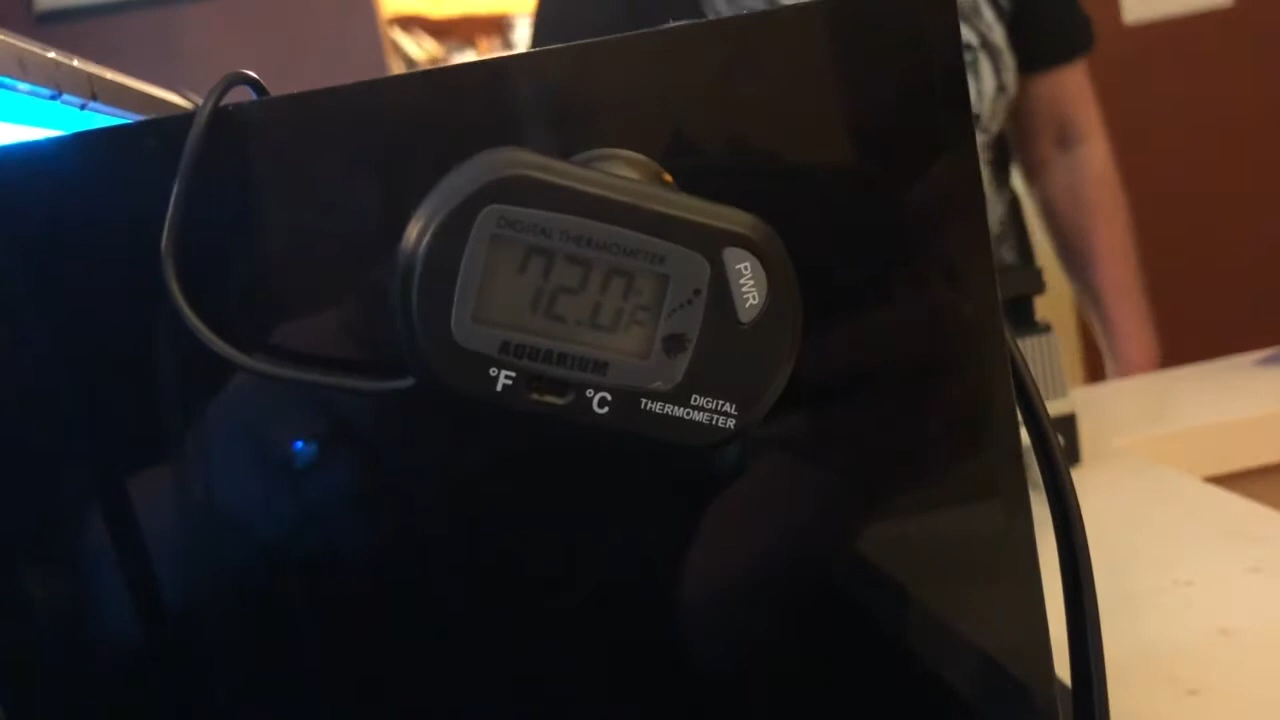 DIGITAL THERMOMETER
72.0°F
PWR
AQUARIUM
°F °C
DIGITAL
THERMOMETER